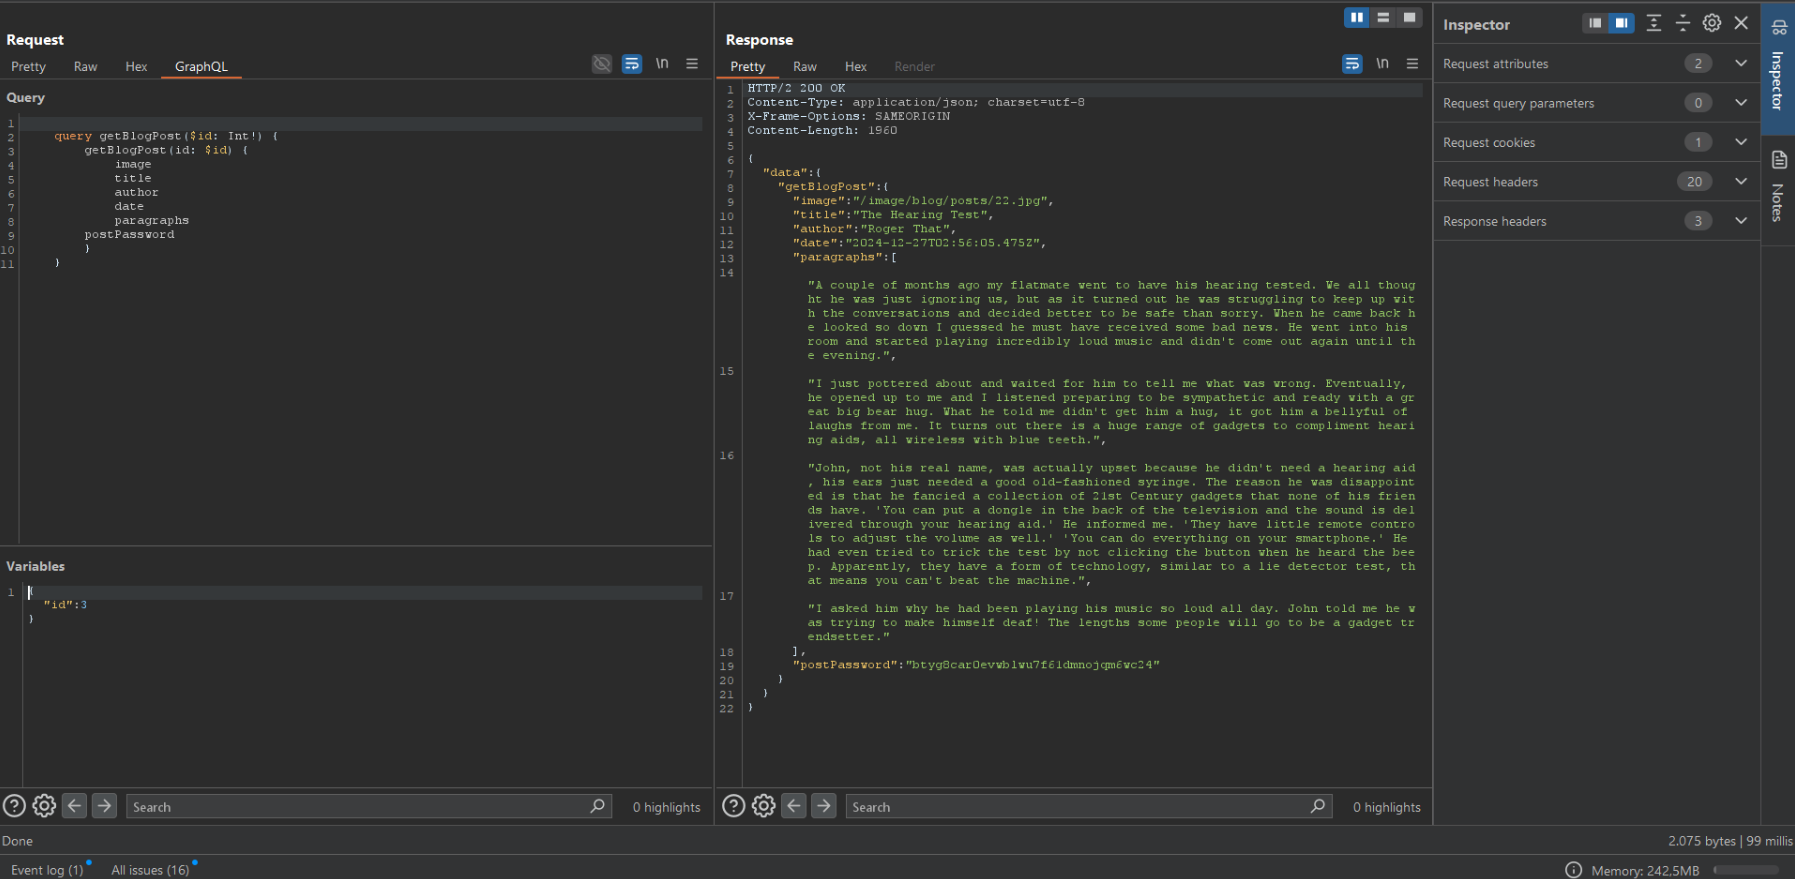 Request
Pretty Raw Hex GraphQL \n
Query
1
2 query getBlogPost($id: Int!) {
3 getBlogPost(id: $id) {
4 image
5 title
6 author
7 date
8 paragraphs
9 postPassword
10 }
11 }
Variables
1 {
"id":3
}
Search 0 highlights
Response
Pretty Raw Hex Render \n
1 HTTP/2 200 OK
2 Content-Type: application/json; charset=utf-8
3 X-Frame-Options: SAMEORIGIN
4 Content-Length: 1960
5
6 {
7 "data":{
8 "getBlogPost":{
9 "image":"/image/blog/posts/22.jpg",
10 "title":"The Hearing Test",
11 "author":"Roger That",
12 "date":"2024-12-27T02:56:05.475Z",
13 "paragraphs":[
14
"A couple of months ago my flatmate went to have his hearing tested. We all thoug
ht he was just ignoring us, but as it turned out he was struggling to keep up wit
h the conversations and decided better to be safe than sorry. When he came back h
e looked so down I guessed he must have received some bad news. He went into his
room and started playing incredibly loud music and didn't come out again until th
e evening.",
15
"I just pottered about and waited for him to tell me what was wrong. Eventually,
he opened up to me and I listened preparing to be sympathetic and ready with a gr
eat big bear hug. What he told me didn't get him a hug, it got him a bellyful of
laughs from me. It turns out there is a huge range of gadgets to compliment heari
ng aids, all wireless with blue teeth.",
16
"John, not his real name, was actually upset because he didn't need a hearing aid
, his ears just needed a good old-fashioned syringe. The reason he was disappoint
ed is that he fancied a collection of 21st Century gadgets that none of his frien
ds have. 'You can put a dongle in the back of the television and the sound is del
ivered through your hearing aid.' He informed me. 'They have little remote contro
ls to adjust the volume as well.' 'You can do everything on your smartphone.' He
had even tried to trick the test by not clicking the button when he heard the bee
p. Apparently, they have a form of technology, similar to a lie detector test, th
at means you can't beat the machine.",
17
"I asked him why he had been playing his music so loud all day. John told me he w
as trying to make himself deaf! The lengths some people will go to be a gadget tr
endsetter."
18 ],
19 "postPassword":"btyg8car0evwblwu7f61dmnojqm6wc24"
20 }
21 }
22 }
Search 0 highlights
Inspector
Request attributes 2
Request query parameters 0
Request cookies 1
Request headers 20
Response headers 3
Inspector
Notes
Done
2.075 bytes | 99 millis
Event log (1) All issues (16)
Memory: 242,5MB